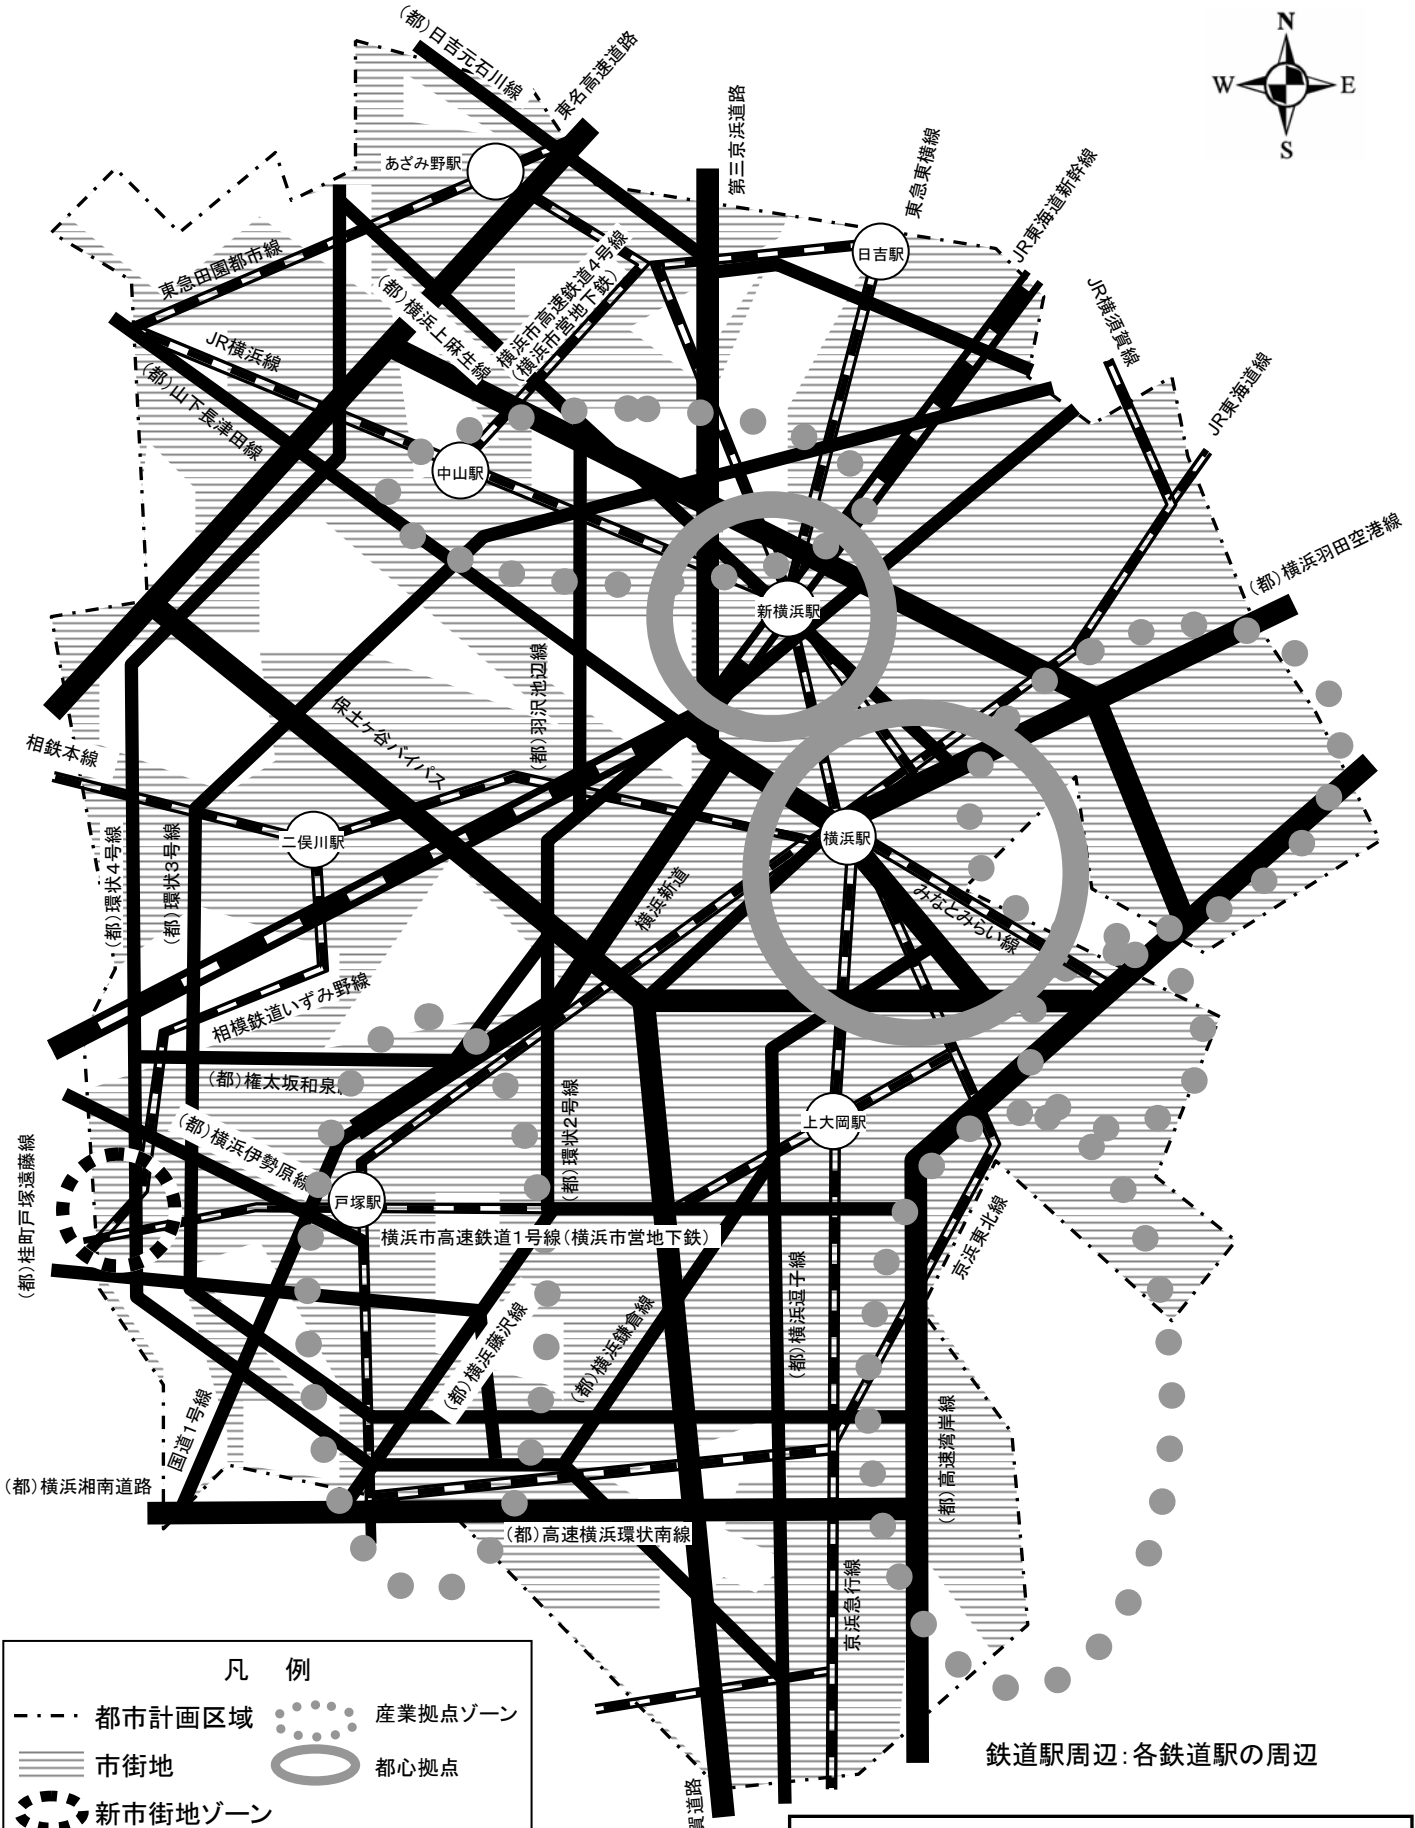 N
W
E
S
(都)日吉元石川線
東名高速道路
第三京浜道路
東急東横線
JR東海道新幹線
JR横須賀線
JR東海道線
あざみ野駅
日吉駅
東急田園都市線
(都)横浜上麻生線
横浜市高速鉄道4号線
(横浜市営地下鉄)
JR横浜線
(都)山下長津田線
中山駅
(都)横浜羽田空港線
新横浜駅
(都)羽沢池辺線
保土ケ谷バイパス
相鉄本線
二俣川駅
横浜駅
(都)環状4号線
(都)環状3号線
横浜新道
みなとみらい線
相模鉄道いずみ野線
(都)権太坂和泉
(都)横浜伊勢原線
(都)環状2号線
上大岡駅
(都)桂町戸塚遠藤線
戸塚駅
横浜市高速鉄道1号線(横浜市営地下鉄)
京浜東北線
(都)横浜逗子線
(都)横浜藤沢線
(都)横浜鎌倉線
国道1号線
(都)高速湾岸線
(都)横浜湘南道路
(都)高速横浜環状南線
京浜急行線
賀道路
凡 例
都市計画区域
産業拠点ゾーン
市街地
都心拠点
新市街地ゾーン
鉄道駅周辺:各鉄道駅の周辺